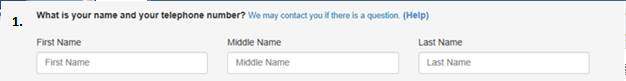 1. What is your name and your telephone number? We may contact you if there is a question. (Help)
First Name Middle Name Last Name
First Name Middle Name Last Name